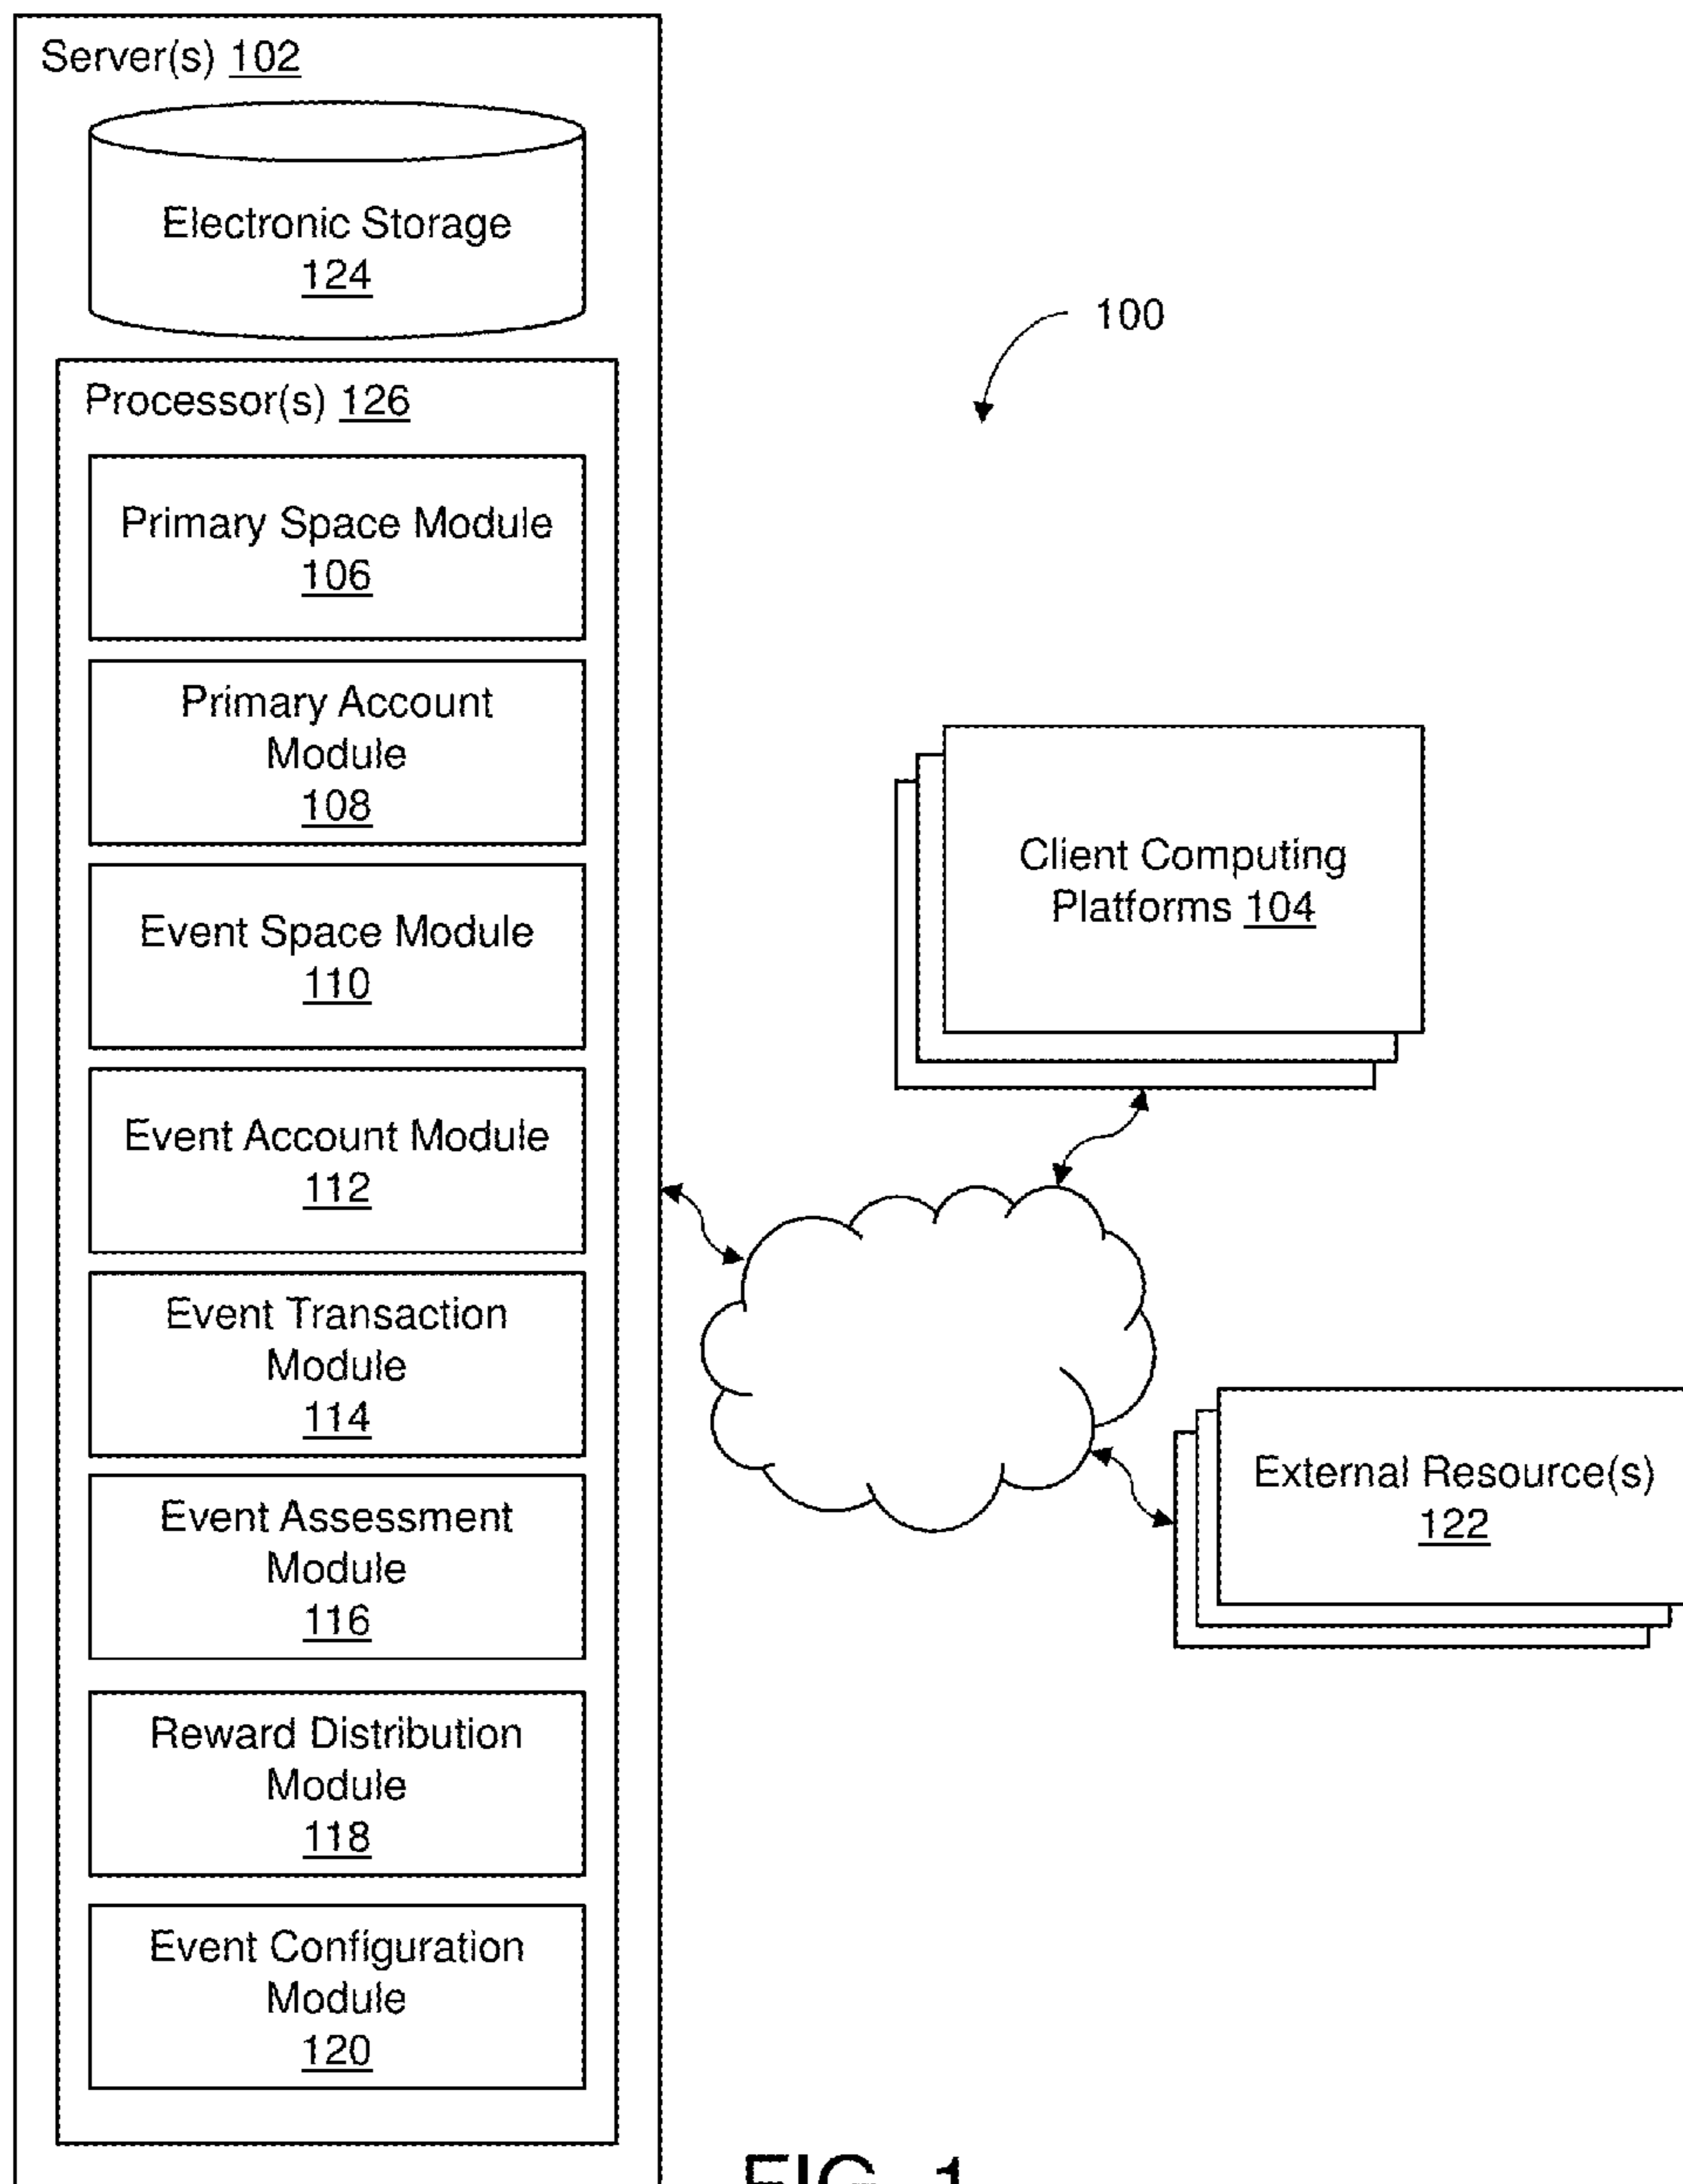 Server(s) 102
Electronic Storage
124
100
Processor(s) 126
Primary Space Module
106
Primary Account
Module
108
Event Space Module
110
Event Account Module
112
Event Transaction
Module
114
Event Assessment
Module
116
Reward Distribution
Module
118
Event Configuration
Module
120
Client Computing
Platforms 104
External Resource(s)
122
FIG. 1